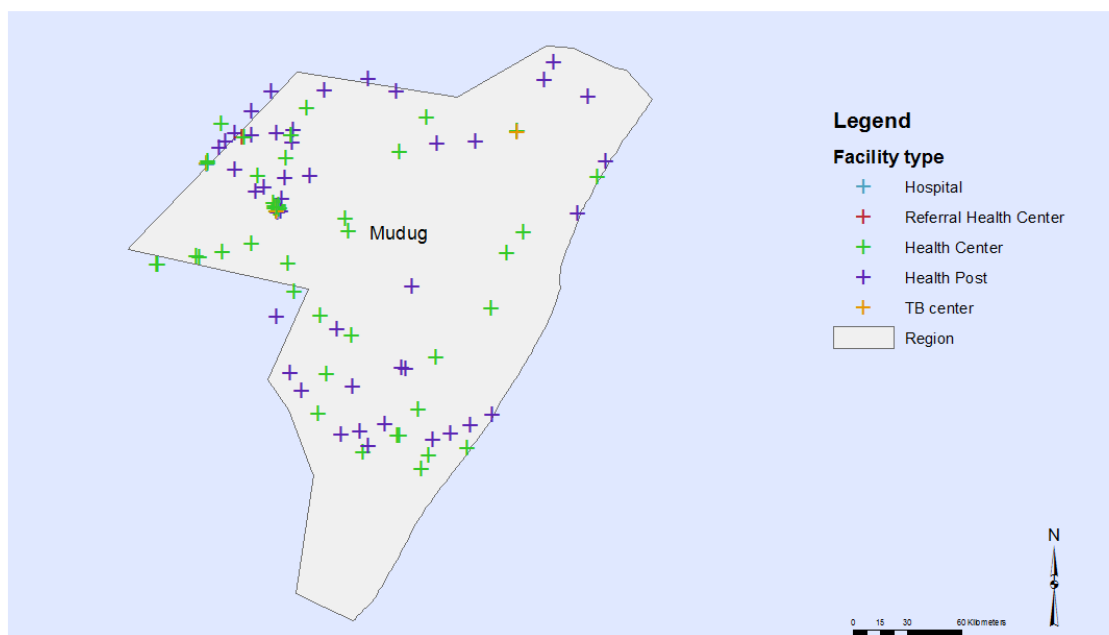 Mudug
Legend
Facility type
Hospital
Referral Health Center
Health Center
Health Post
TB center
Region
N
0 15 30 60 Kilometers